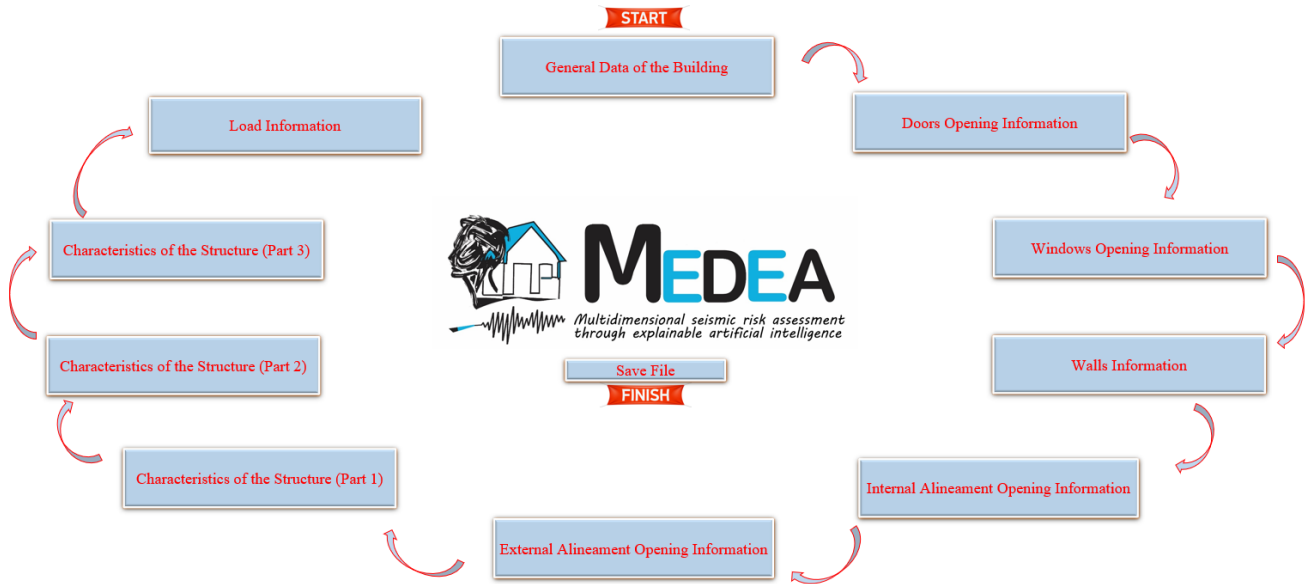 START
General Data of the Building
Doors Opening Information
Windows Opening Information
Walls Information
Internal Alineament Opening Information
External Alineament Opening Information
Characteristics of the Structure (Part 1)
Characteristics of the Structure (Part 2)
Characteristics of the Structure (Part 3)
Load Information
MEDEA
Multidimensional seismic risk assessment
through explainable artificial intelligence
Save File
FINISH